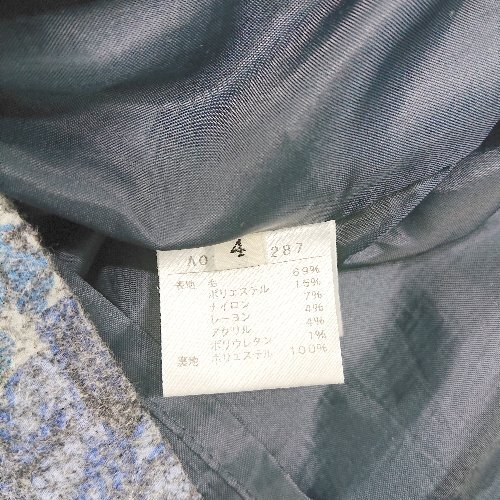 AO 4 287
表地 毛 69%
ポリエステル 15%
ナイロン 7%
レーヨン 4%
アクリル 4%
ポリウレタン 1%
裏地 ポリエステル 100%